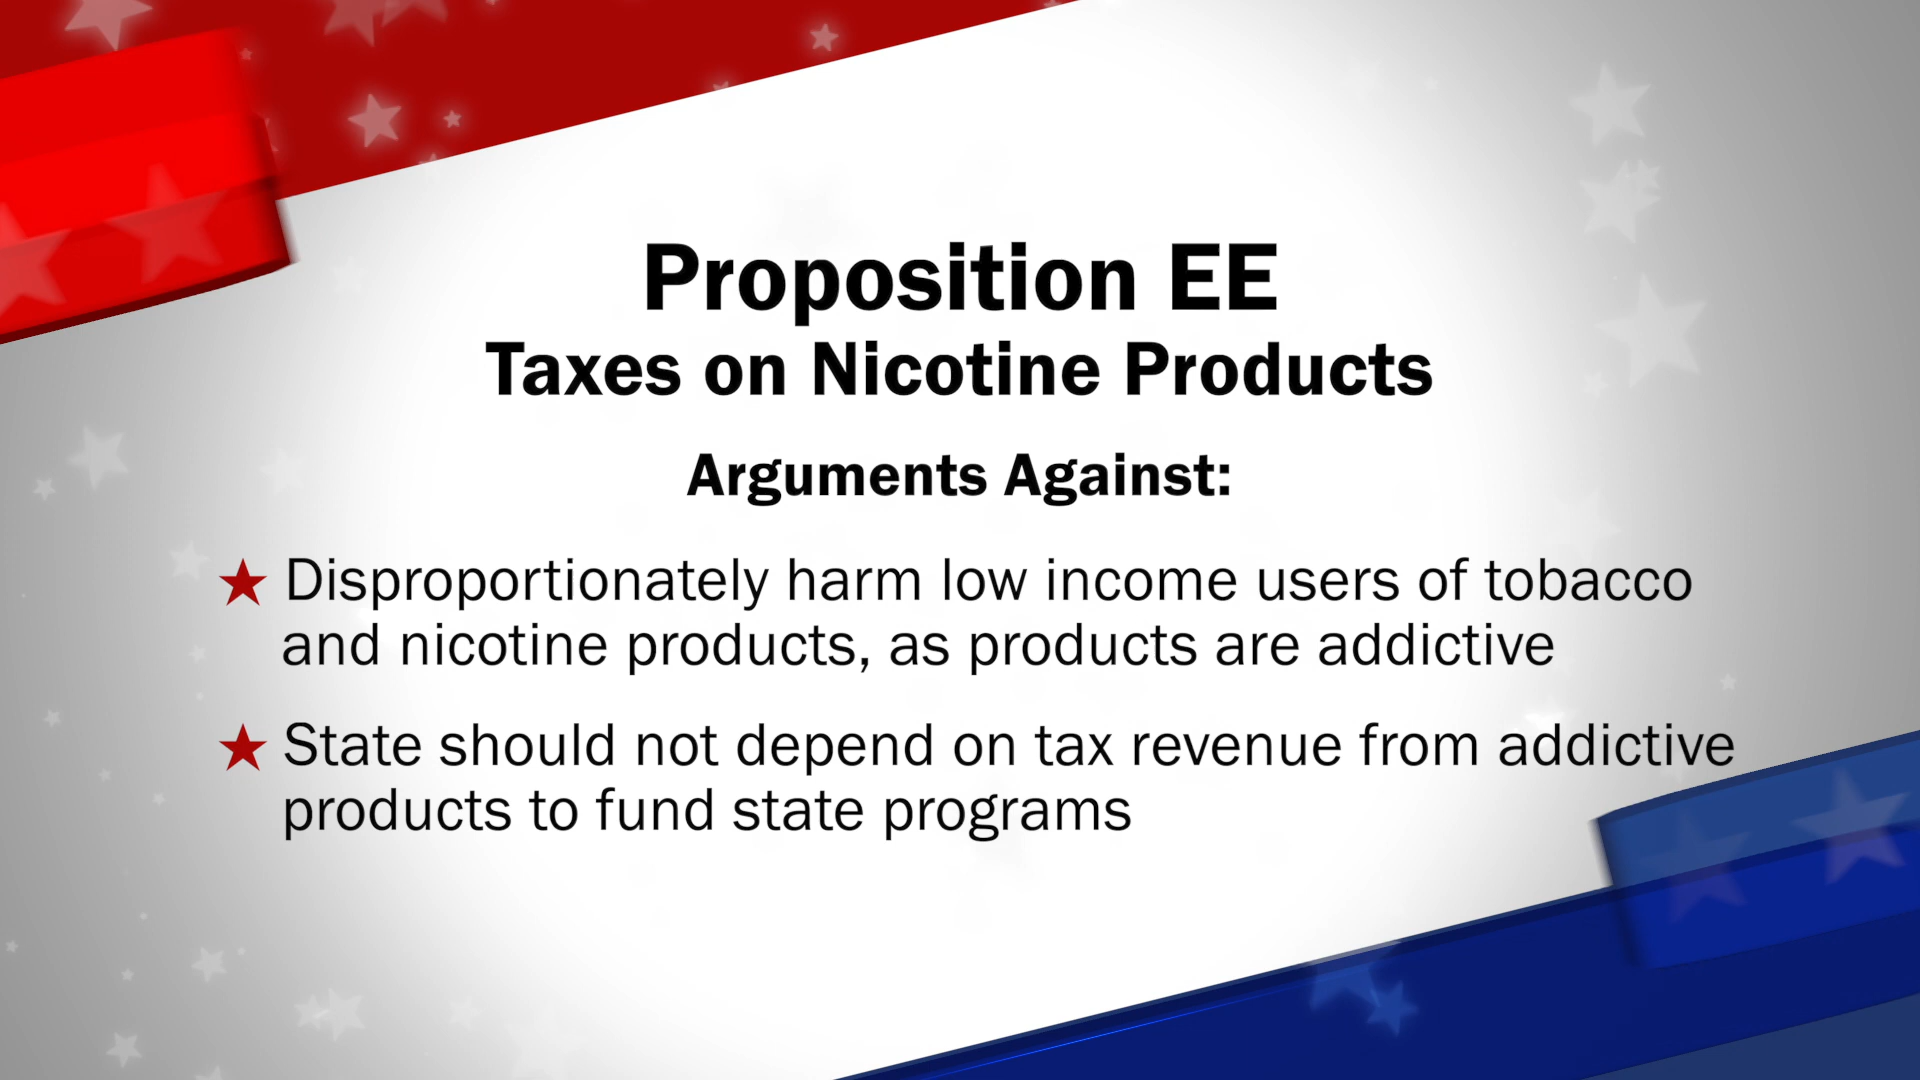 Proposition EE
Taxes on Nicotine Products
Arguments Against:
Disproportionately harm low income users of tobacco
and nicotine products, as products are addictive
State should not depend on tax revenue from addictive
products to fund state programs